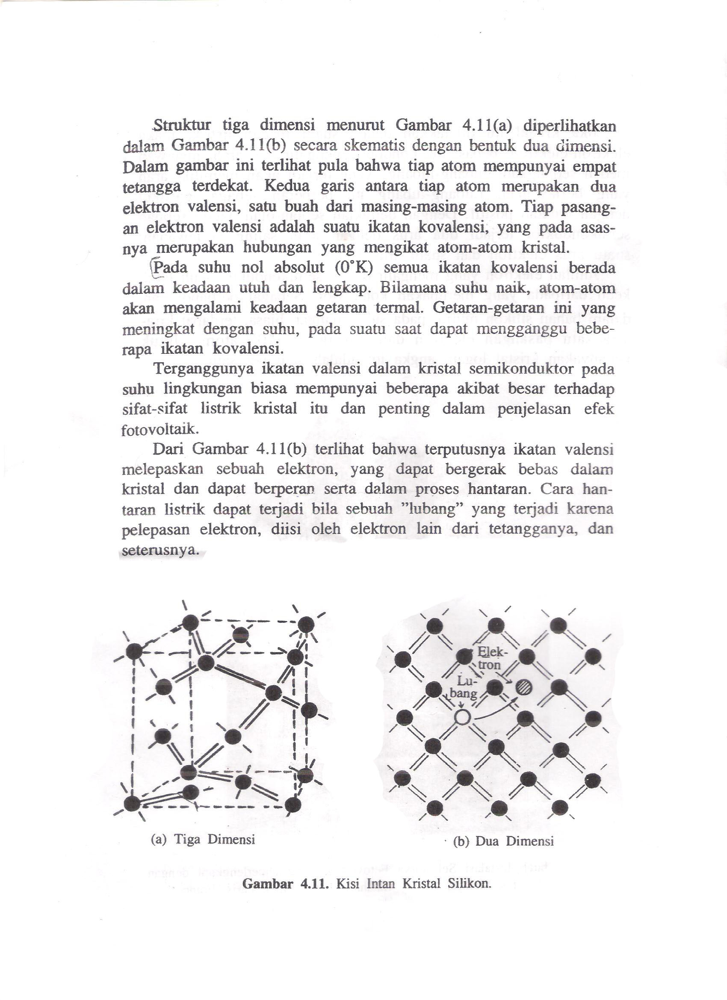 Struktur tiga dimensi menurut Gambar 4.11(a) diperlihatkan
dalam Gambar 4.11(b) secara skematis dengan bentuk dua dimensi.
Dalam gambar ini terlihat pula bahwa tiap atom mempunyai empat
tetangga terdekat. Kedua garis antara tiap atom merupakan dua
elektron valensi, satu buah dari masing-masing atom. Tiap pasang-
an elektron valensi adalah suatu ikatan kovalensi, yang pada asas-
nya merupakan hubungan yang mengikat atom-atom kristal.
Pada suhu nol absolut (0°K) semua ikatan kovalensi berada
dalam keadaan utuh dan lengkap. Bilamana suhu naik, atom-atom
akan mengalami keadaan getaran termal. Getaran-getaran ini yang
meningkat dengan suhu, pada suatu saat dapat mengganggu bebe-
rapa ikatan kovalensi.
Terganggunya ikatan valensi dalam kristal semikonduktor pada
suhu lingkungan biasa mempunyai beberapa akibat besar terhadap
sifat-sifat listrik kristal itu dan penting dalam penjelasan efek
fotovoltaik.
Dari Gambar 4.11(b) terlihat bahwa terputusnya ikatan valensi
melepaskan sebuah elektron, yang dapat bergerak bebas dalam
kristal dan dapat berperan serta dalam proses hantaran. Cara han-
taran listrik dapat terjadi bila sebuah ”lubang” yang terjadi karena
pelepasan elektron, diisi oleh elektron lain dari tetangganya, dan
seterusnya.
Elek-
tron
Lu-
bang
(a) Tiga Dimensi
(b) Dua Dimensi
Gambar 4.11. Kisi Intan Kristal Silikon.